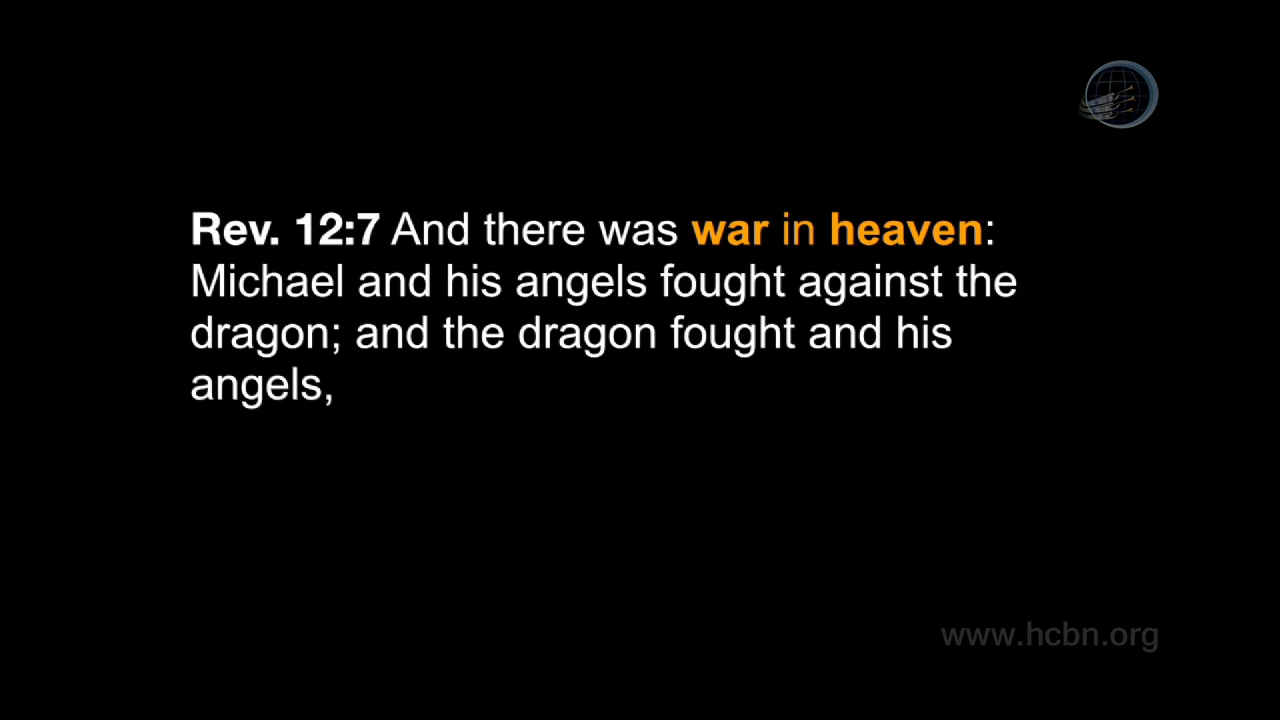 Rev. 12:7 And there was war in heaven:
Michael and his angels fought against the
dragon; and the dragon fought and his
angels,
www.hcbn.org